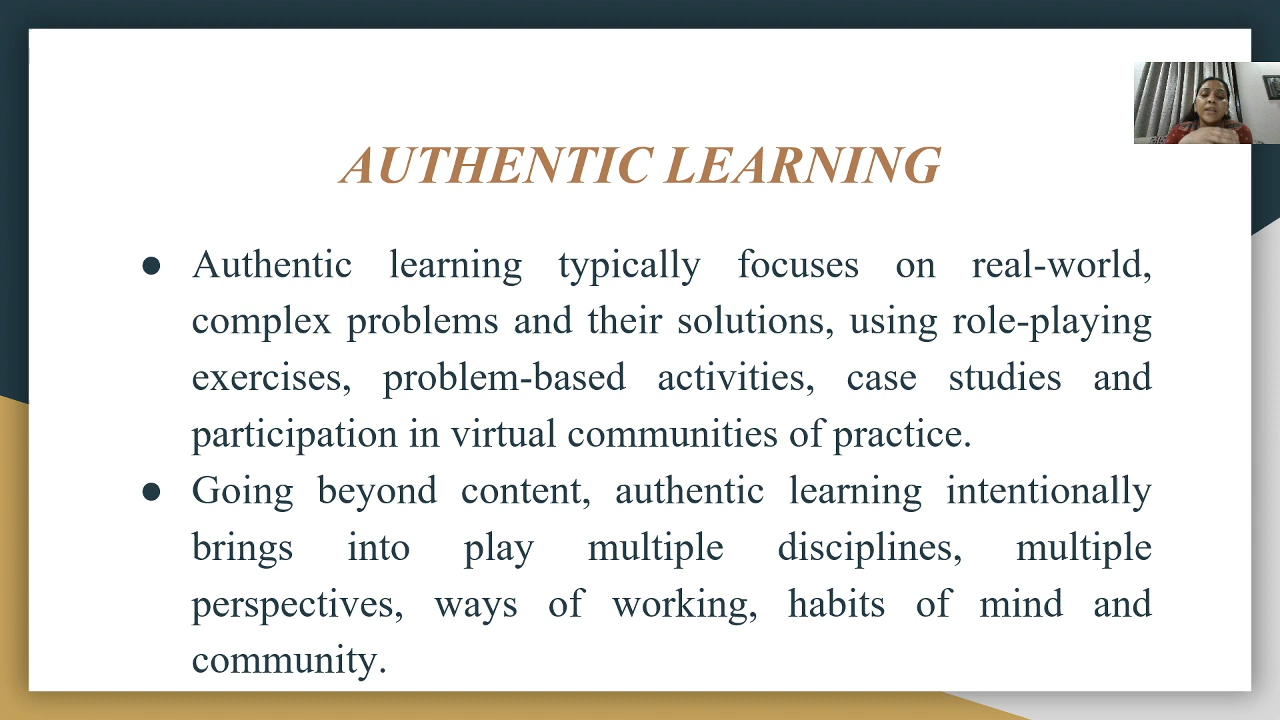 AUTHENTIC LEARNING
● Authentic learning typically focuses on real-world,
complex problems and their solutions, using role-playing
exercises, problem-based activities, case studies and
participation in virtual communities of practice.
● Going beyond content, authentic learning intentionally
brings into play multiple disciplines, multiple
perspectives, ways of working, habits of mind and
community.